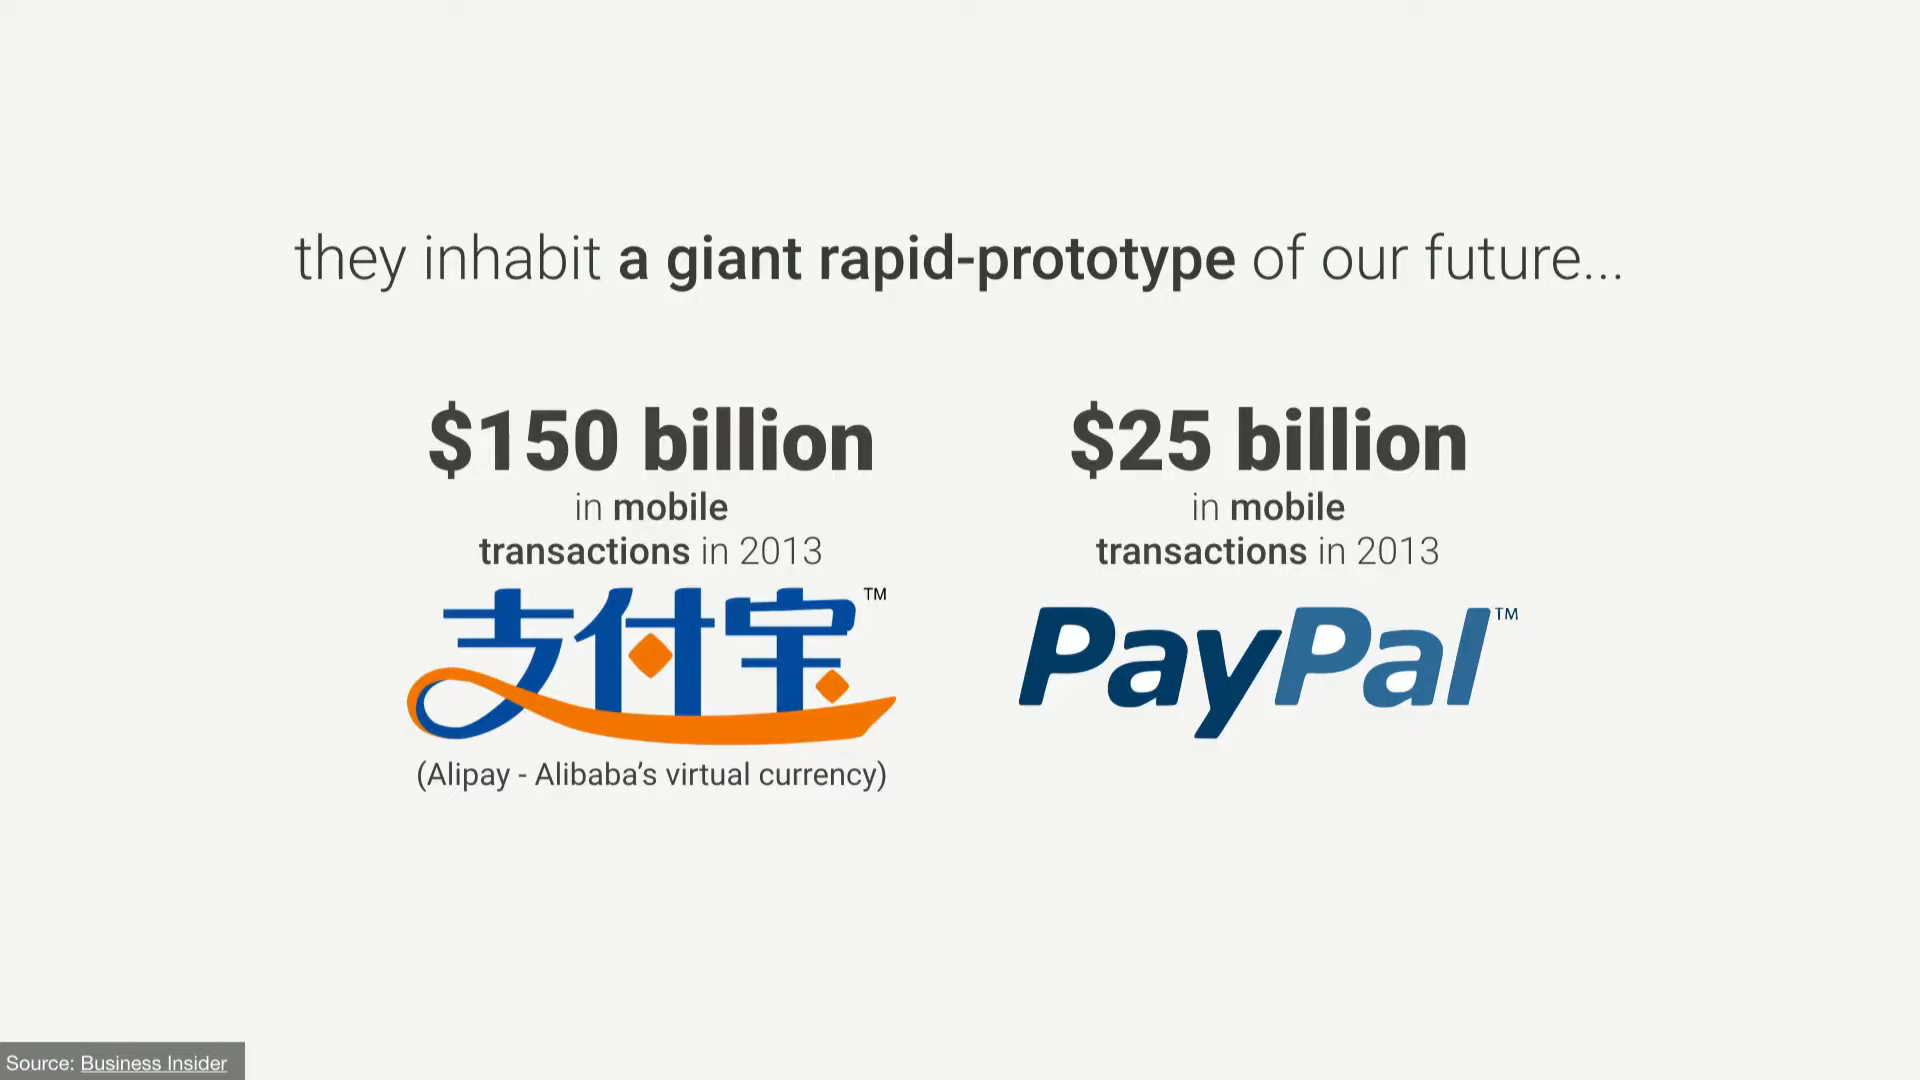 they inhabit a giant rapid-prototype of our future...
$150 billion
in mobile
transactions in 2013
支付宝™
(Alipay - Alibaba's virtual currency)
$25 billion
in mobile
transactions in 2013
PayPal™
Source: Business Insider